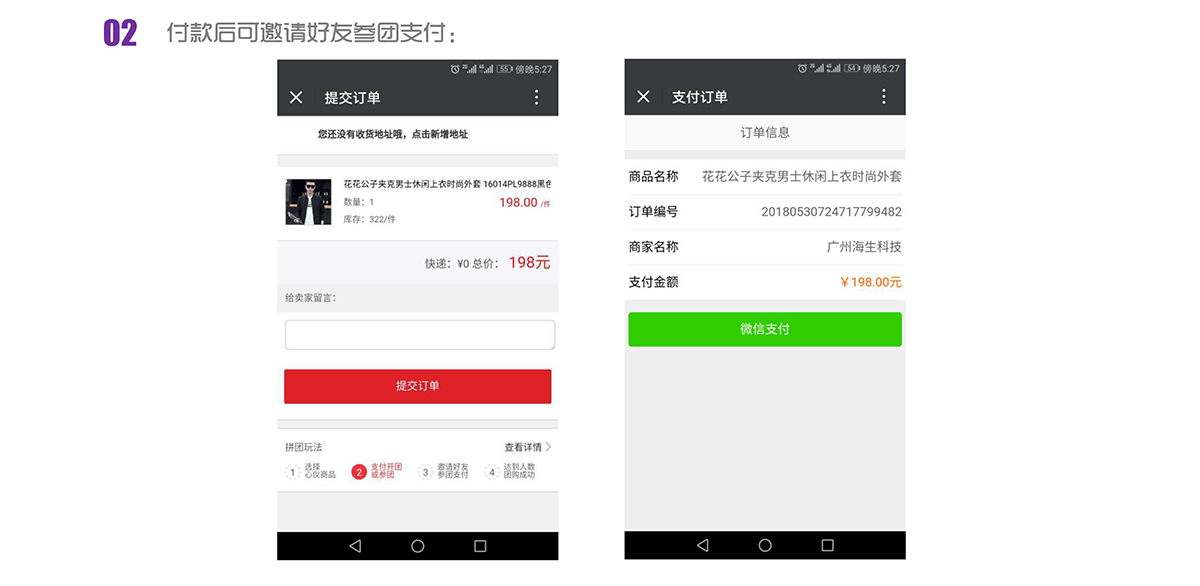 02 付款后可邀请好友参团支付：
傍晚5:27
提交订单
您还没有收货地址哦，点击新增地址
花花公子夹克男士休闲上衣时尚外套 16014PL9888黑色
数量：1 198.00 /件
库存：322/件
快递：¥0 总价： 198元
给卖家留言：
提交订单
拼团玩法 查看详情
1 选择
心仪商品
2 支付开团
或参团
3 邀请好友
参团支付
4 达到人数
团购成功
傍晚5:27
支付订单
订单信息
商品名称 花花公子夹克男士休闲上衣时尚外套
订单编号 20180530724717799482
商家名称 广州海生科技
支付金额 ￥198.00元
微信支付